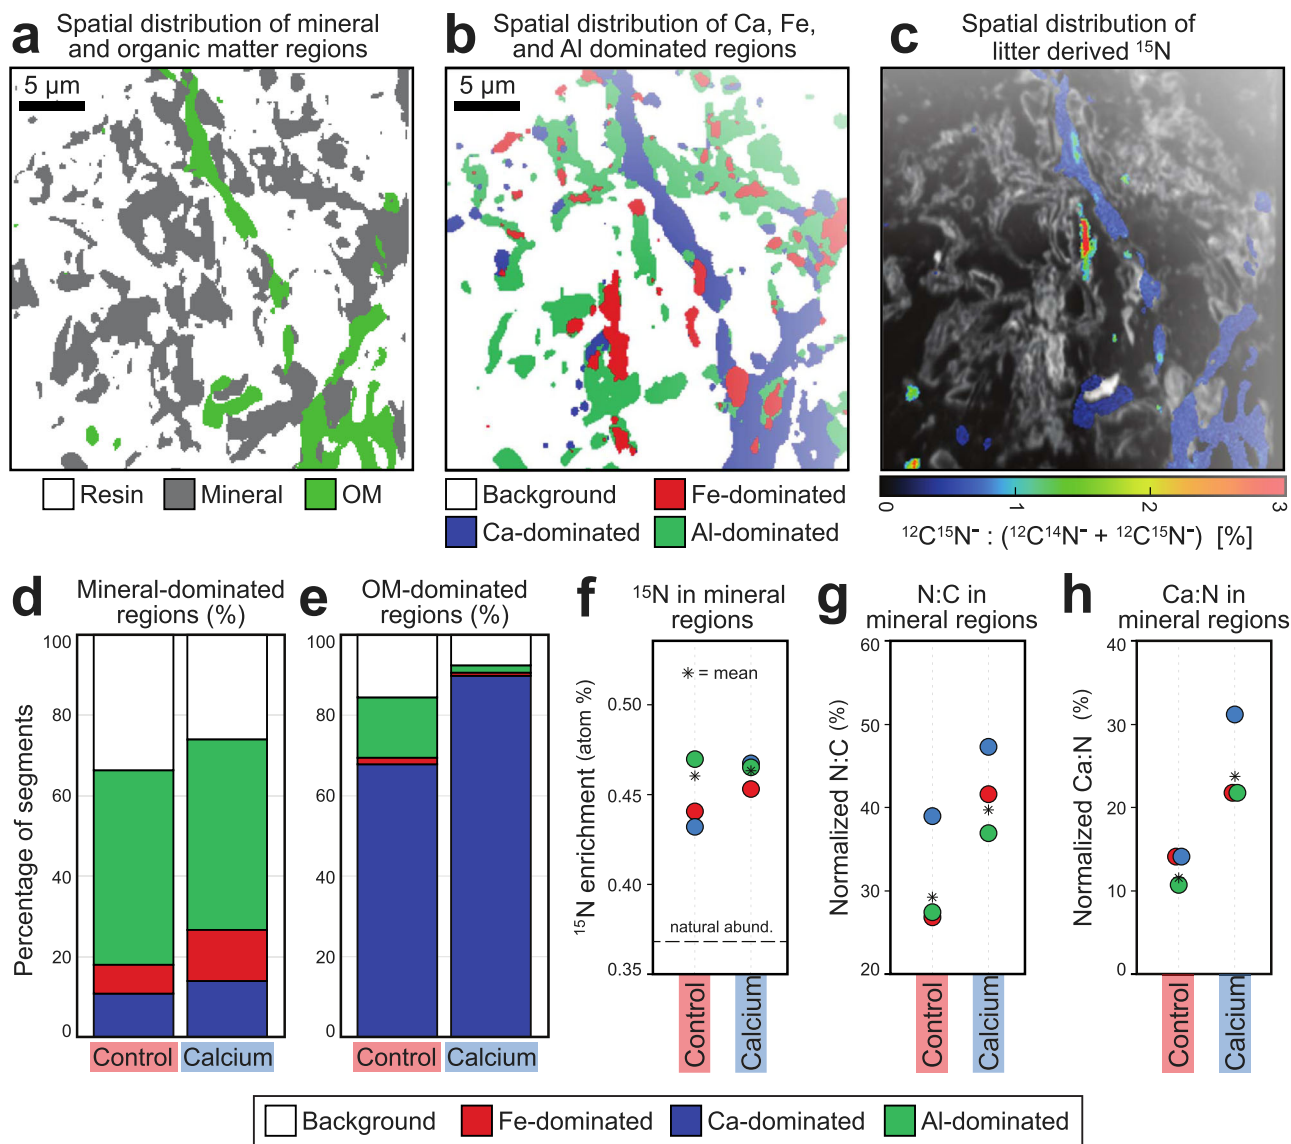 a Spatial distribution of mineral
and organic matter regions
5 µm
Resin Mineral OM
b Spatial distribution of Ca, Fe,
and Al dominated regions
5 µm
Background Fe-dominated
Ca-dominated Al-dominated
c Spatial distribution of
litter derived ¹⁵N
0 1 2 3
¹²C¹⁵N⁻ : (¹²C¹⁴N⁻ + ¹²C¹⁵N⁻) [%]
d Mineral-dominated
regions (%)
Percentage of segments
100
80
60
40
20
0
Control Calcium
e OM-dominated
regions (%)
100
80
60
40
20
0
Control Calcium
f ¹⁵N in mineral
regions
¹⁵N enrichment (atom %)
* = mean
0.50
0.45
0.40
natural abund.
0.35
Control Calcium
g N:C in
mineral regions
Normalized N:C (%)
60
50
40
30
20
Control Calcium
h Ca:N in
mineral regions
Normalized Ca:N (%)
40
30
20
10
0
Control Calcium
Background Fe-dominated Ca-dominated Al-dominated